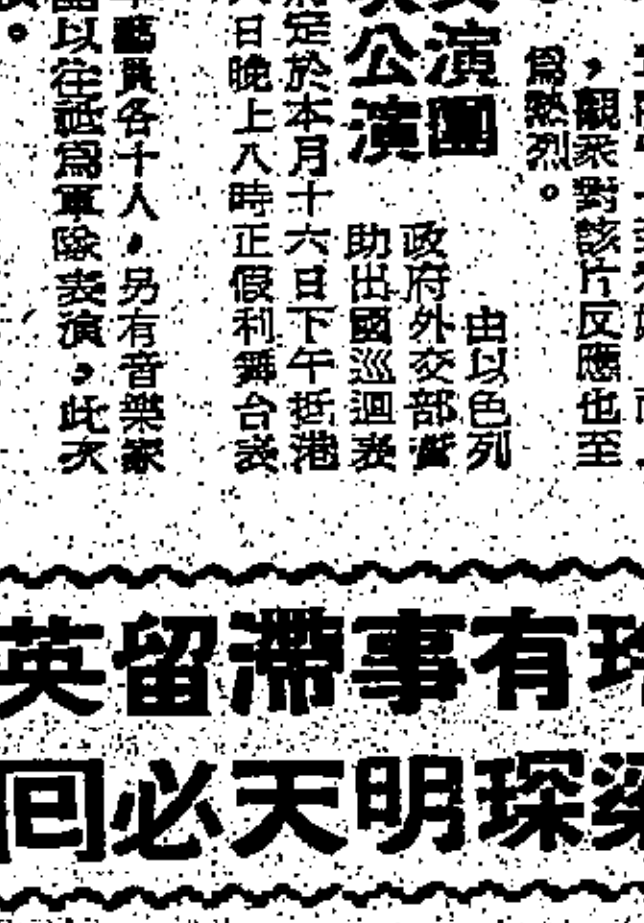 ，觀衆對該片反應也至
爲熱烈。
演團
公演
由以色列
政府外交部資
助出國巡迴表
定於本月十六日下午抵港
日晚上八時正假利舞台表
藝員各十人，另有音樂家
以往祗爲軍隊表演，此次
有事滯留英
梁琛明天必回